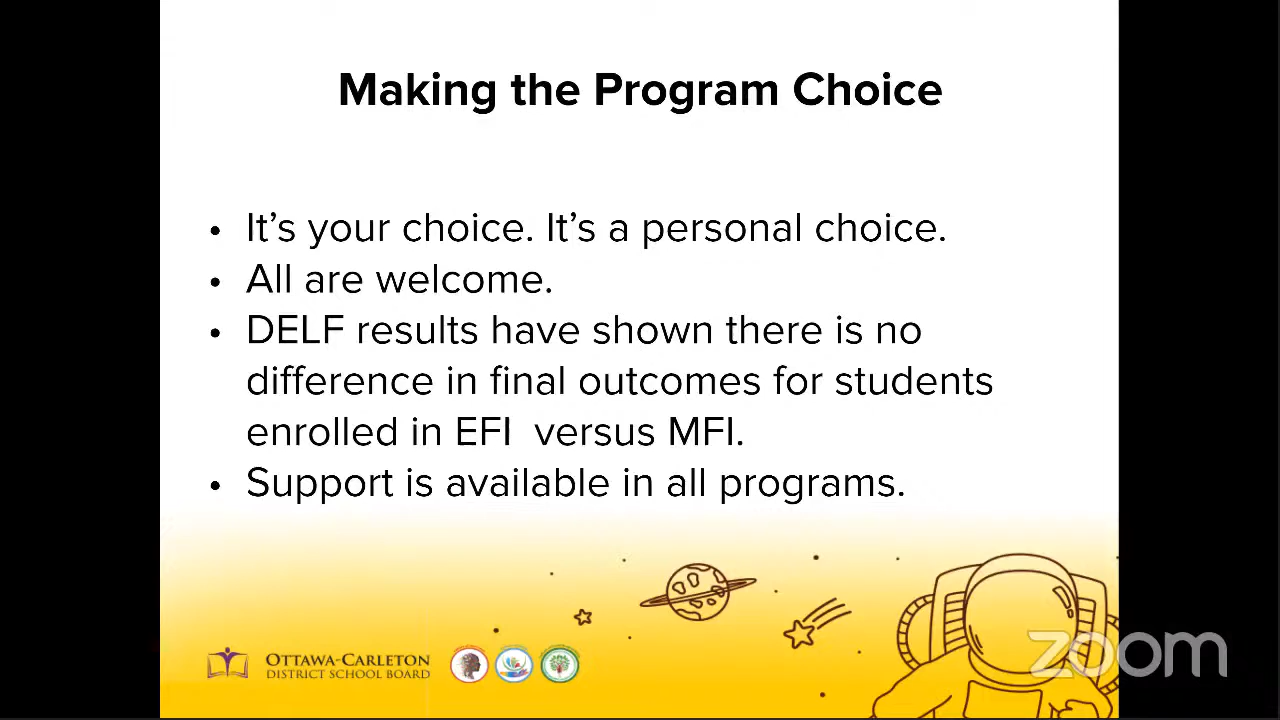 Making the Program Choice
• It’s your choice. It’s a personal choice.
• All are welcome.
• DELF results have shown there is no
difference in final outcomes for students
enrolled in EFI  versus MFI.
• Support is available in all programs.
OTTAWA-CARLETON
DISTRICT SCHOOL BOARD
zoom